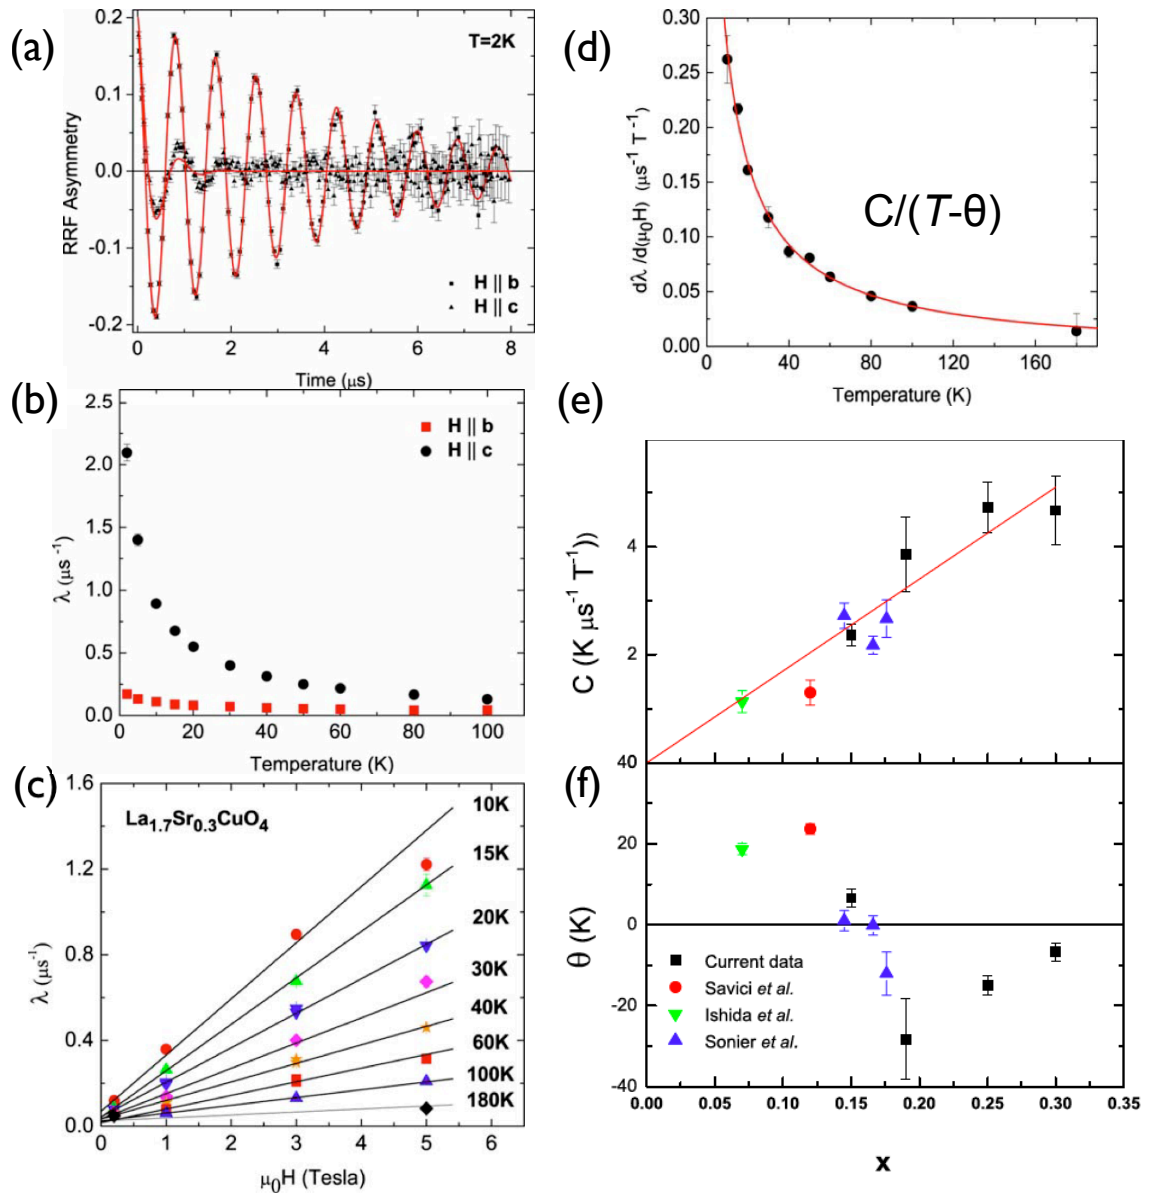 (a)
0.2
0.1
0.0
-0.1
-0.2
RRF Asymmetry
T=2K
H || b
H || c
0 2 4 6 8
Time (μs)
(b)
2.5
2.0
1.5
1.0
0.5
0.0
λ (μs⁻¹)
H || b
H || c
0 20 40 60 80 100
Temperature (K)
(c)
1.6
1.2
0.8
0.4
0.0
λ (μs⁻¹)
La₁.₇Sr₀.₃CuO₄
10K
15K
20K
30K
40K
60K
100K
180K
0 1 2 3 4 5 6
μ₀H (Tesla)
(d)
0.30
0.25
0.20
0.15
0.10
0.05
0.00
dλ /d(μ₀H) (μs⁻¹ T⁻¹)
C/(T-θ)
0 40 80 120 160
Temperature (K)
(e)
4
2
40
C (K μs⁻¹ T⁻¹))
(f)
20
0
-20
-40
θ (K)
Current data
Savici et al.
Ishida et al.
Sonier et al.
0.00 0.05 0.10 0.15 0.20 0.25 0.30 0.35
x